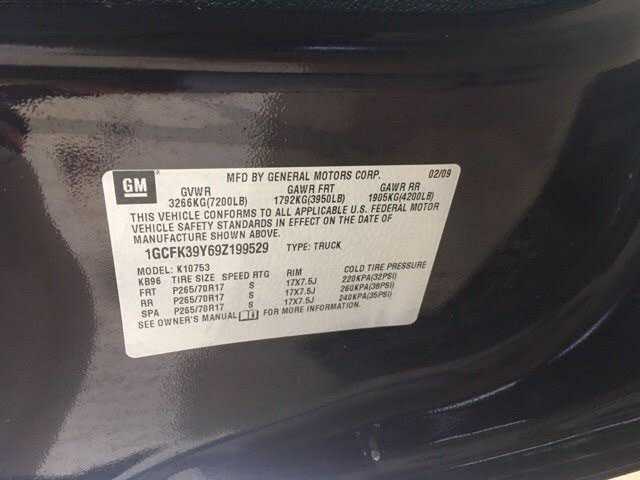 GM
MFD BY GENERAL MOTORS CORP. 02/09
GVWR GAWR FRT GAWR RR
3266KG(7200LB) 1792KG(3950LB) 1905KG(4200LB)
THIS VEHICLE CONFORMS TO ALL APPLICABLE U.S. FEDERAL MOTOR
VEHICLE SAFETY STANDARDS IN EFFECT ON THE DATE OF
MANUFACTURE SHOWN ABOVE.
1GCFK39Y69Z199529 TYPE: TRUCK
MODEL: K10753
KB96 TIRE SIZE SPEED RTG RIM COLD TIRE PRESSURE
FRT P265/70R17 S 17X7.5J 220KPA(32PSI)
RR P265/70R17 S 17X7.5J 260KPA(38PSI)
SPA P265/70R17 S 17X7.5J 240KPA(35PSI)
SEE OWNER'S MANUAL FOR MORE INFORMATION.